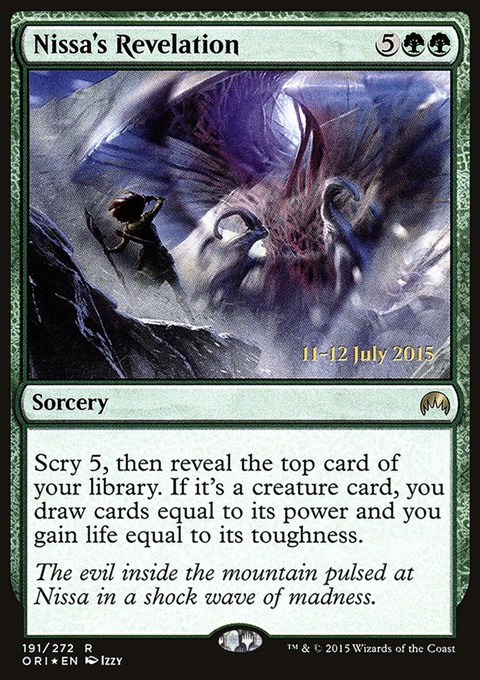 Nissa's Revelation 5
11–12 July 2015
Sorcery
Scry 5, then reveal the top card of
your library. If it's a creature card, you
draw cards equal to its power and you
gain life equal to its toughness.
The evil inside the mountain pulsed at
Nissa in a shock wave of madness.
191/272 R
ORI★EN Izzy
™ & © 2015 Wizards of the Coast